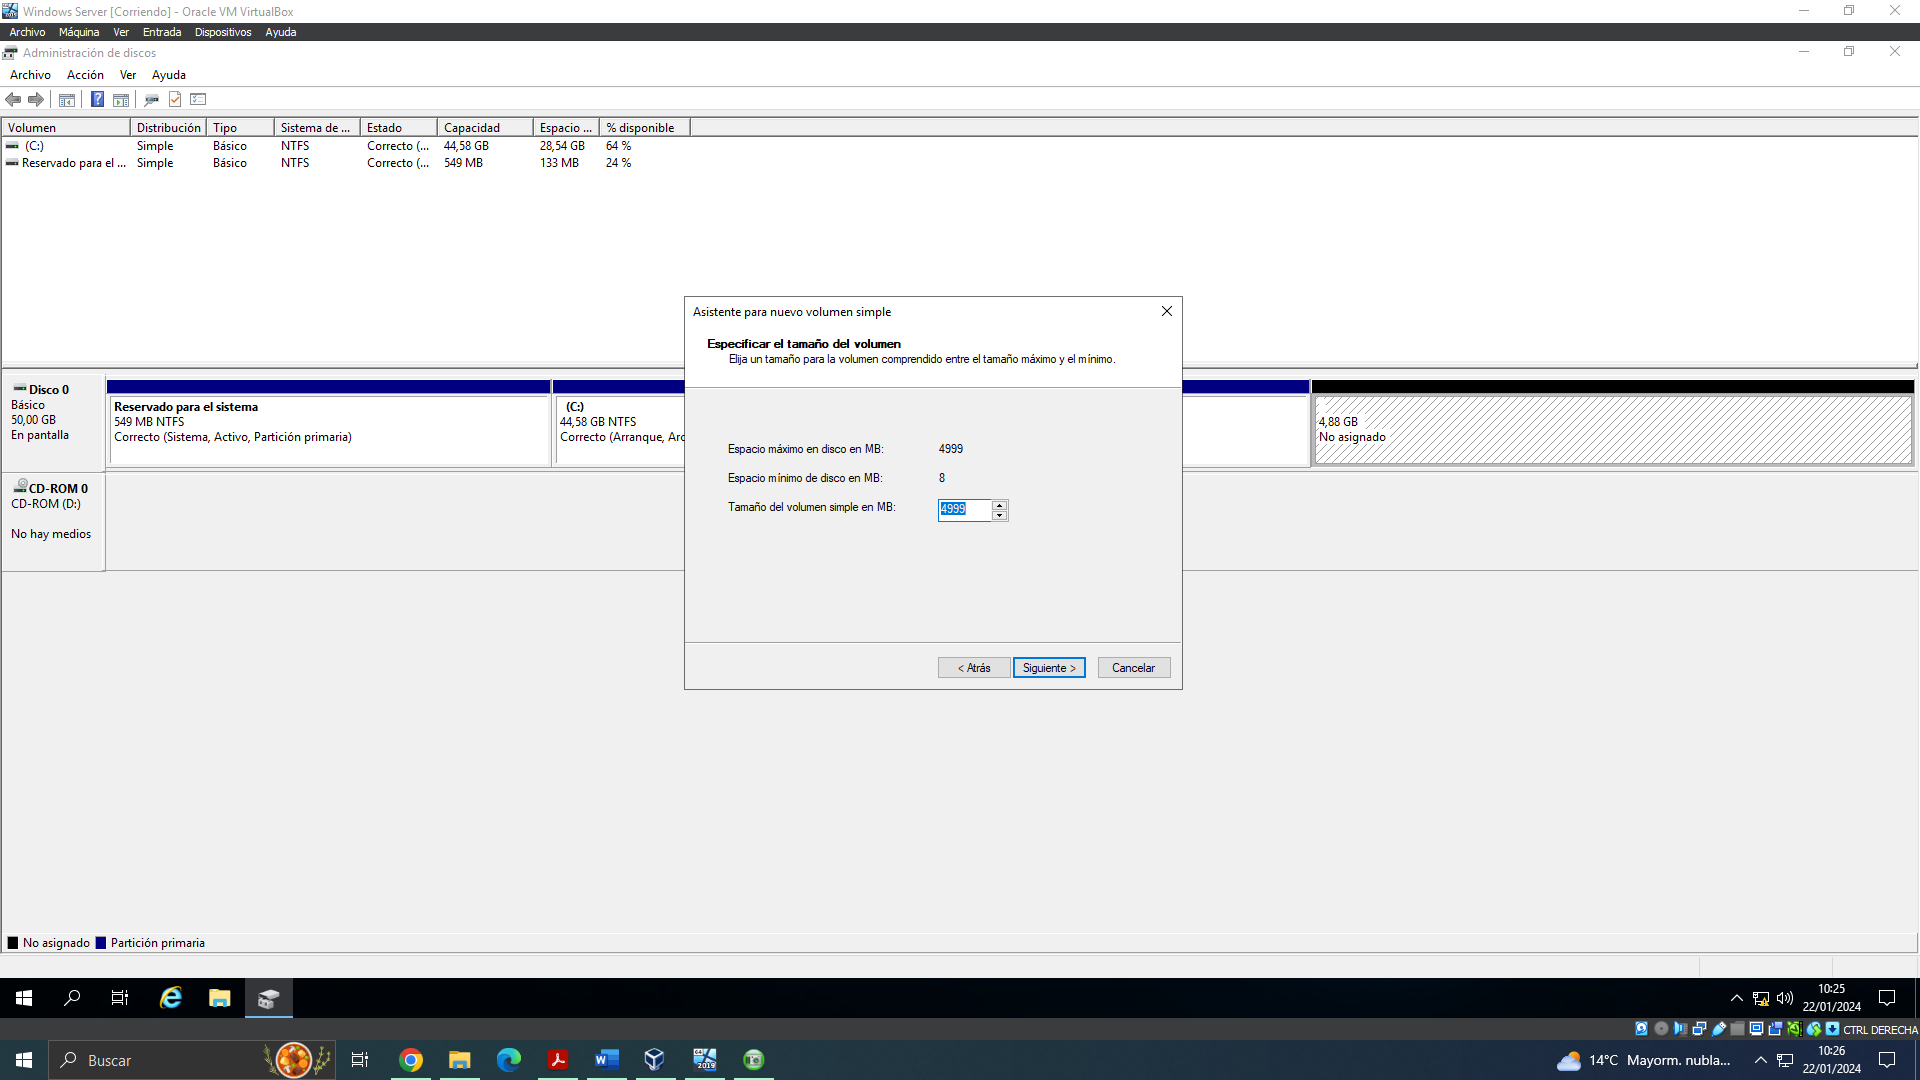 Windows Server [Corriendo] - Oracle VM VirtualBox
Archivo Máquina Ver Entrada Dispositivos Ayuda
Administración de discos
Archivo Acción Ver Ayuda
Volumen Distribución Tipo Sistema de ... Estado Capacidad Espacio ... % disponible
(C:) Simple Básico NTFS Correcto (... 44,58 GB 28,54 GB 64 %
Reservado para el ... Simple Básico NTFS Correcto (... 549 MB 133 MB 24 %
Asistente para nuevo volumen simple
Especificar el tamaño del volumen
Elija un tamaño para la volumen comprendido entre el tamaño máximo y el mínimo.
Espacio máximo en disco en MB: 4999
Espacio mínimo de disco en MB: 8
Tamaño del volumen simple en MB: 4999
< Atrás Siguiente > Cancelar
Disco 0
Básico
50,00 GB
En pantalla
Reservado para el sistema
549 MB NTFS
Correcto (Sistema, Activo, Partición primaria)
(C:)
44,58 GB NTFS
Correcto (Arranque, Arc
4,88 GB
No asignado
CD-ROM 0
CD-ROM (D:)
No hay medios
No asignado Partición primaria
10:25
22/01/2024
CTRL DERECHA
Buscar
2019
14°C Mayorm. nubla...
10:26
22/01/2024